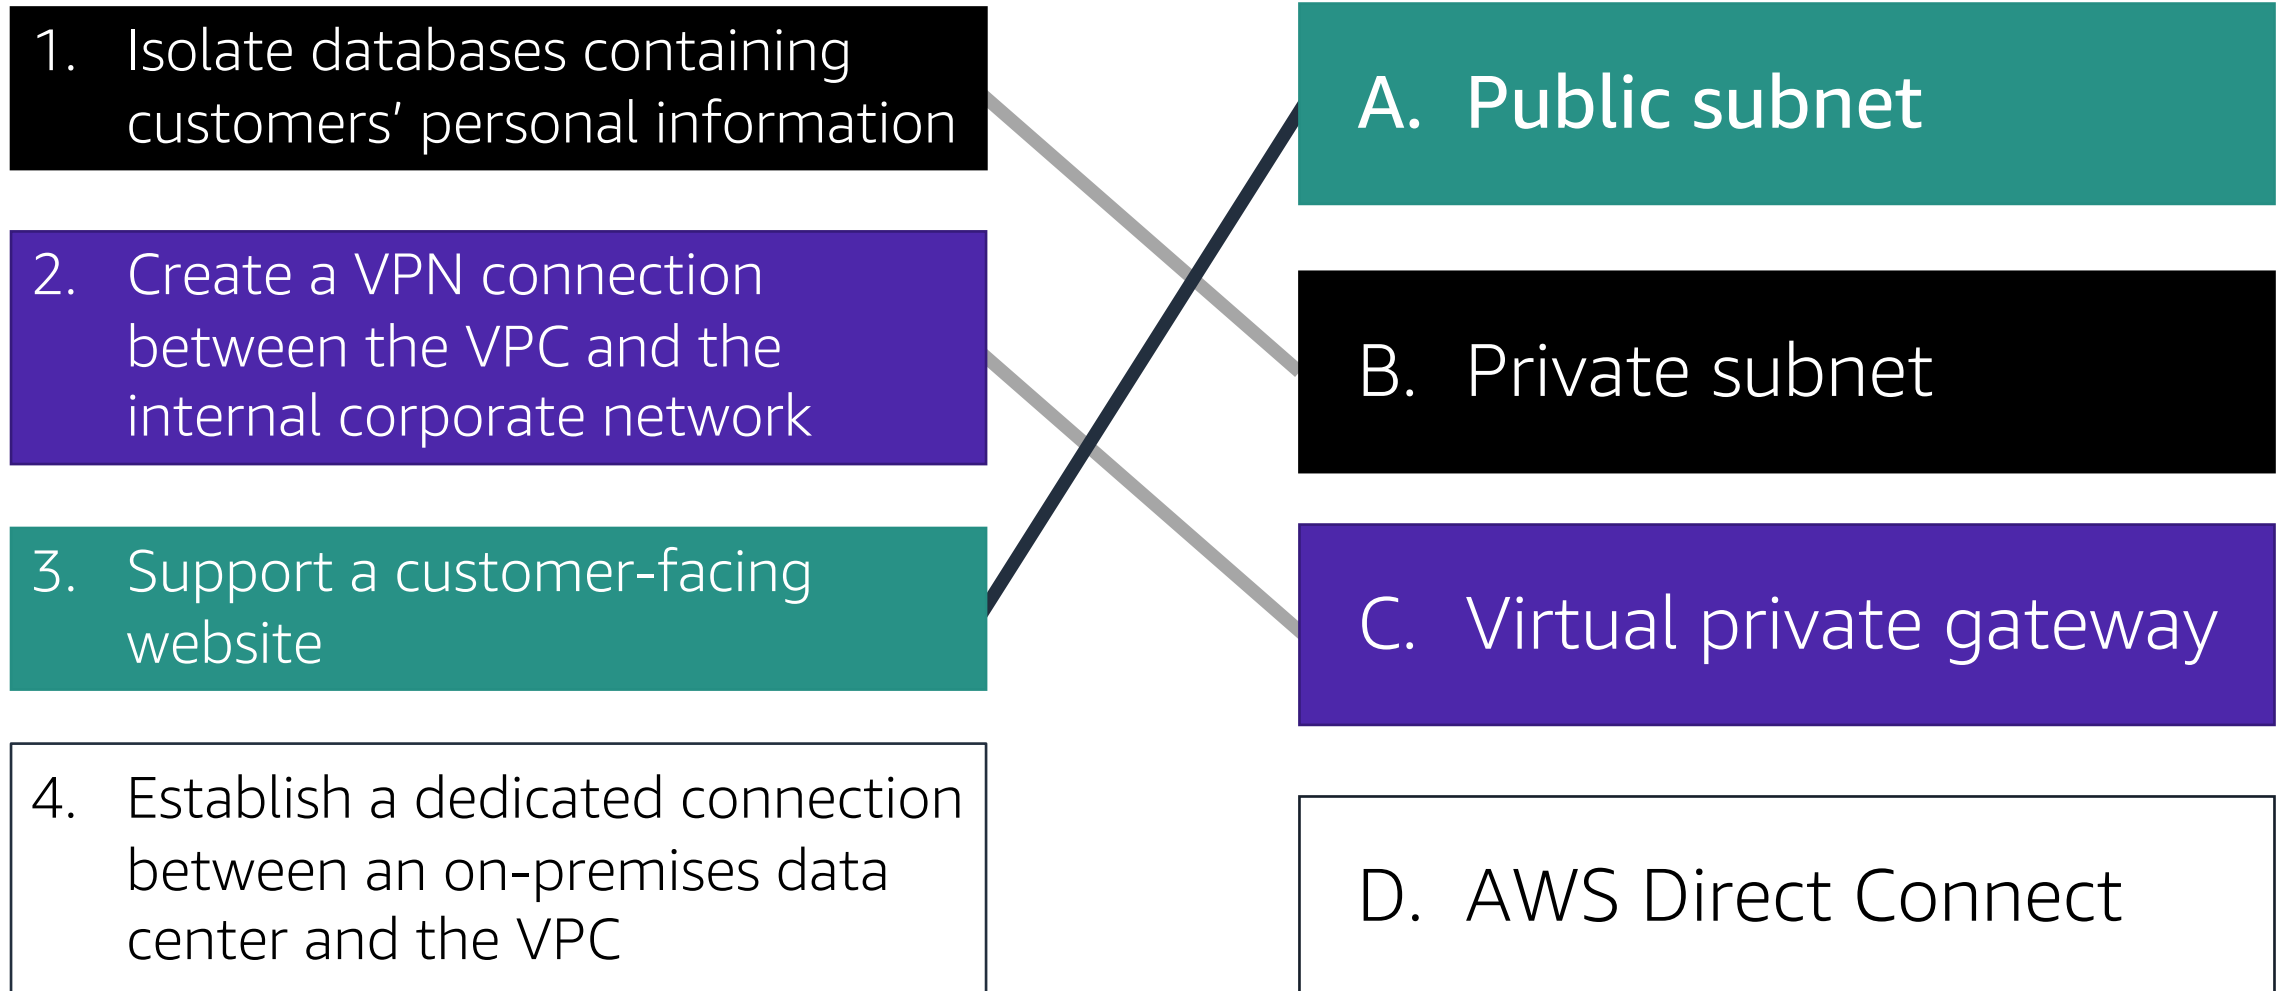 1. Isolate databases containing
customers’ personal information
2. Create a VPN connection
between the VPC and the
internal corporate network
3. Support a customer-facing
website
4. Establish a dedicated connection
between an on-premises data
center and the VPC
A. Public subnet
B. Private subnet
C. Virtual private gateway
D. AWS Direct Connect